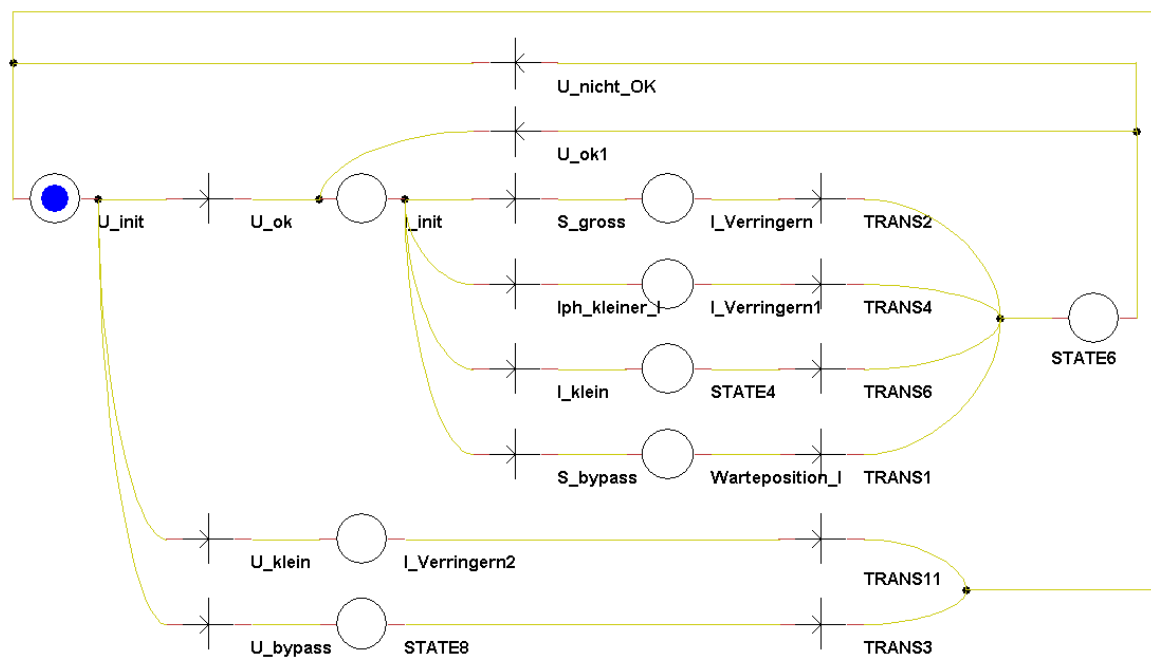 U_nicht_OK
U_ok1
U_init
U_ok
I_init
S_gross
I_Verringern
TRANS2
Iph_kleiner_I
I_Verringern1
TRANS4
STATE6
I_klein
STATE4
TRANS6
S_bypass
Warteposition_I
TRANS1
U_klein
I_Verringern2
TRANS11
U_bypass
STATE8
TRANS3